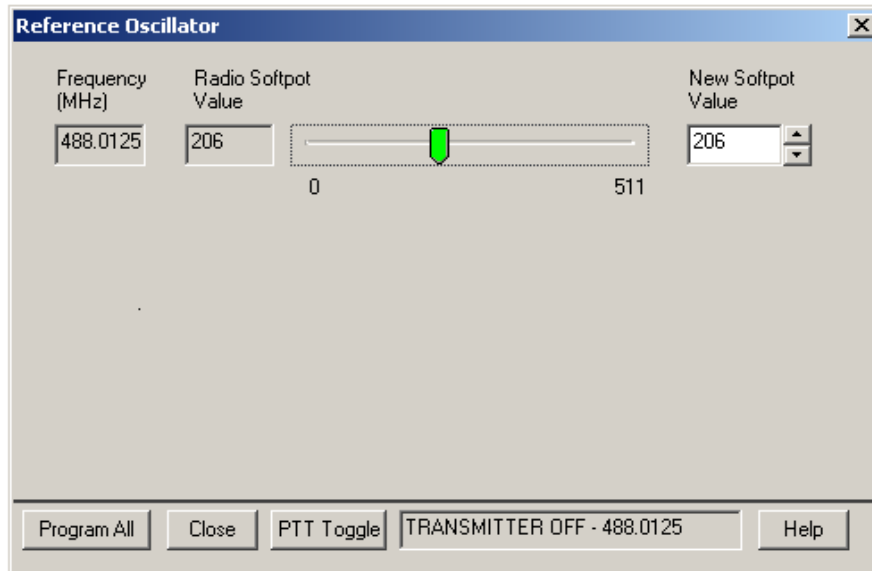 Reference Oscillator
Frequency (MHz)
Radio Softpot Value
New Softpot Value
488.0125
206
206
0
511
Program All
Close
PTT Toggle
TRANSMITTER OFF - 488.0125
Help